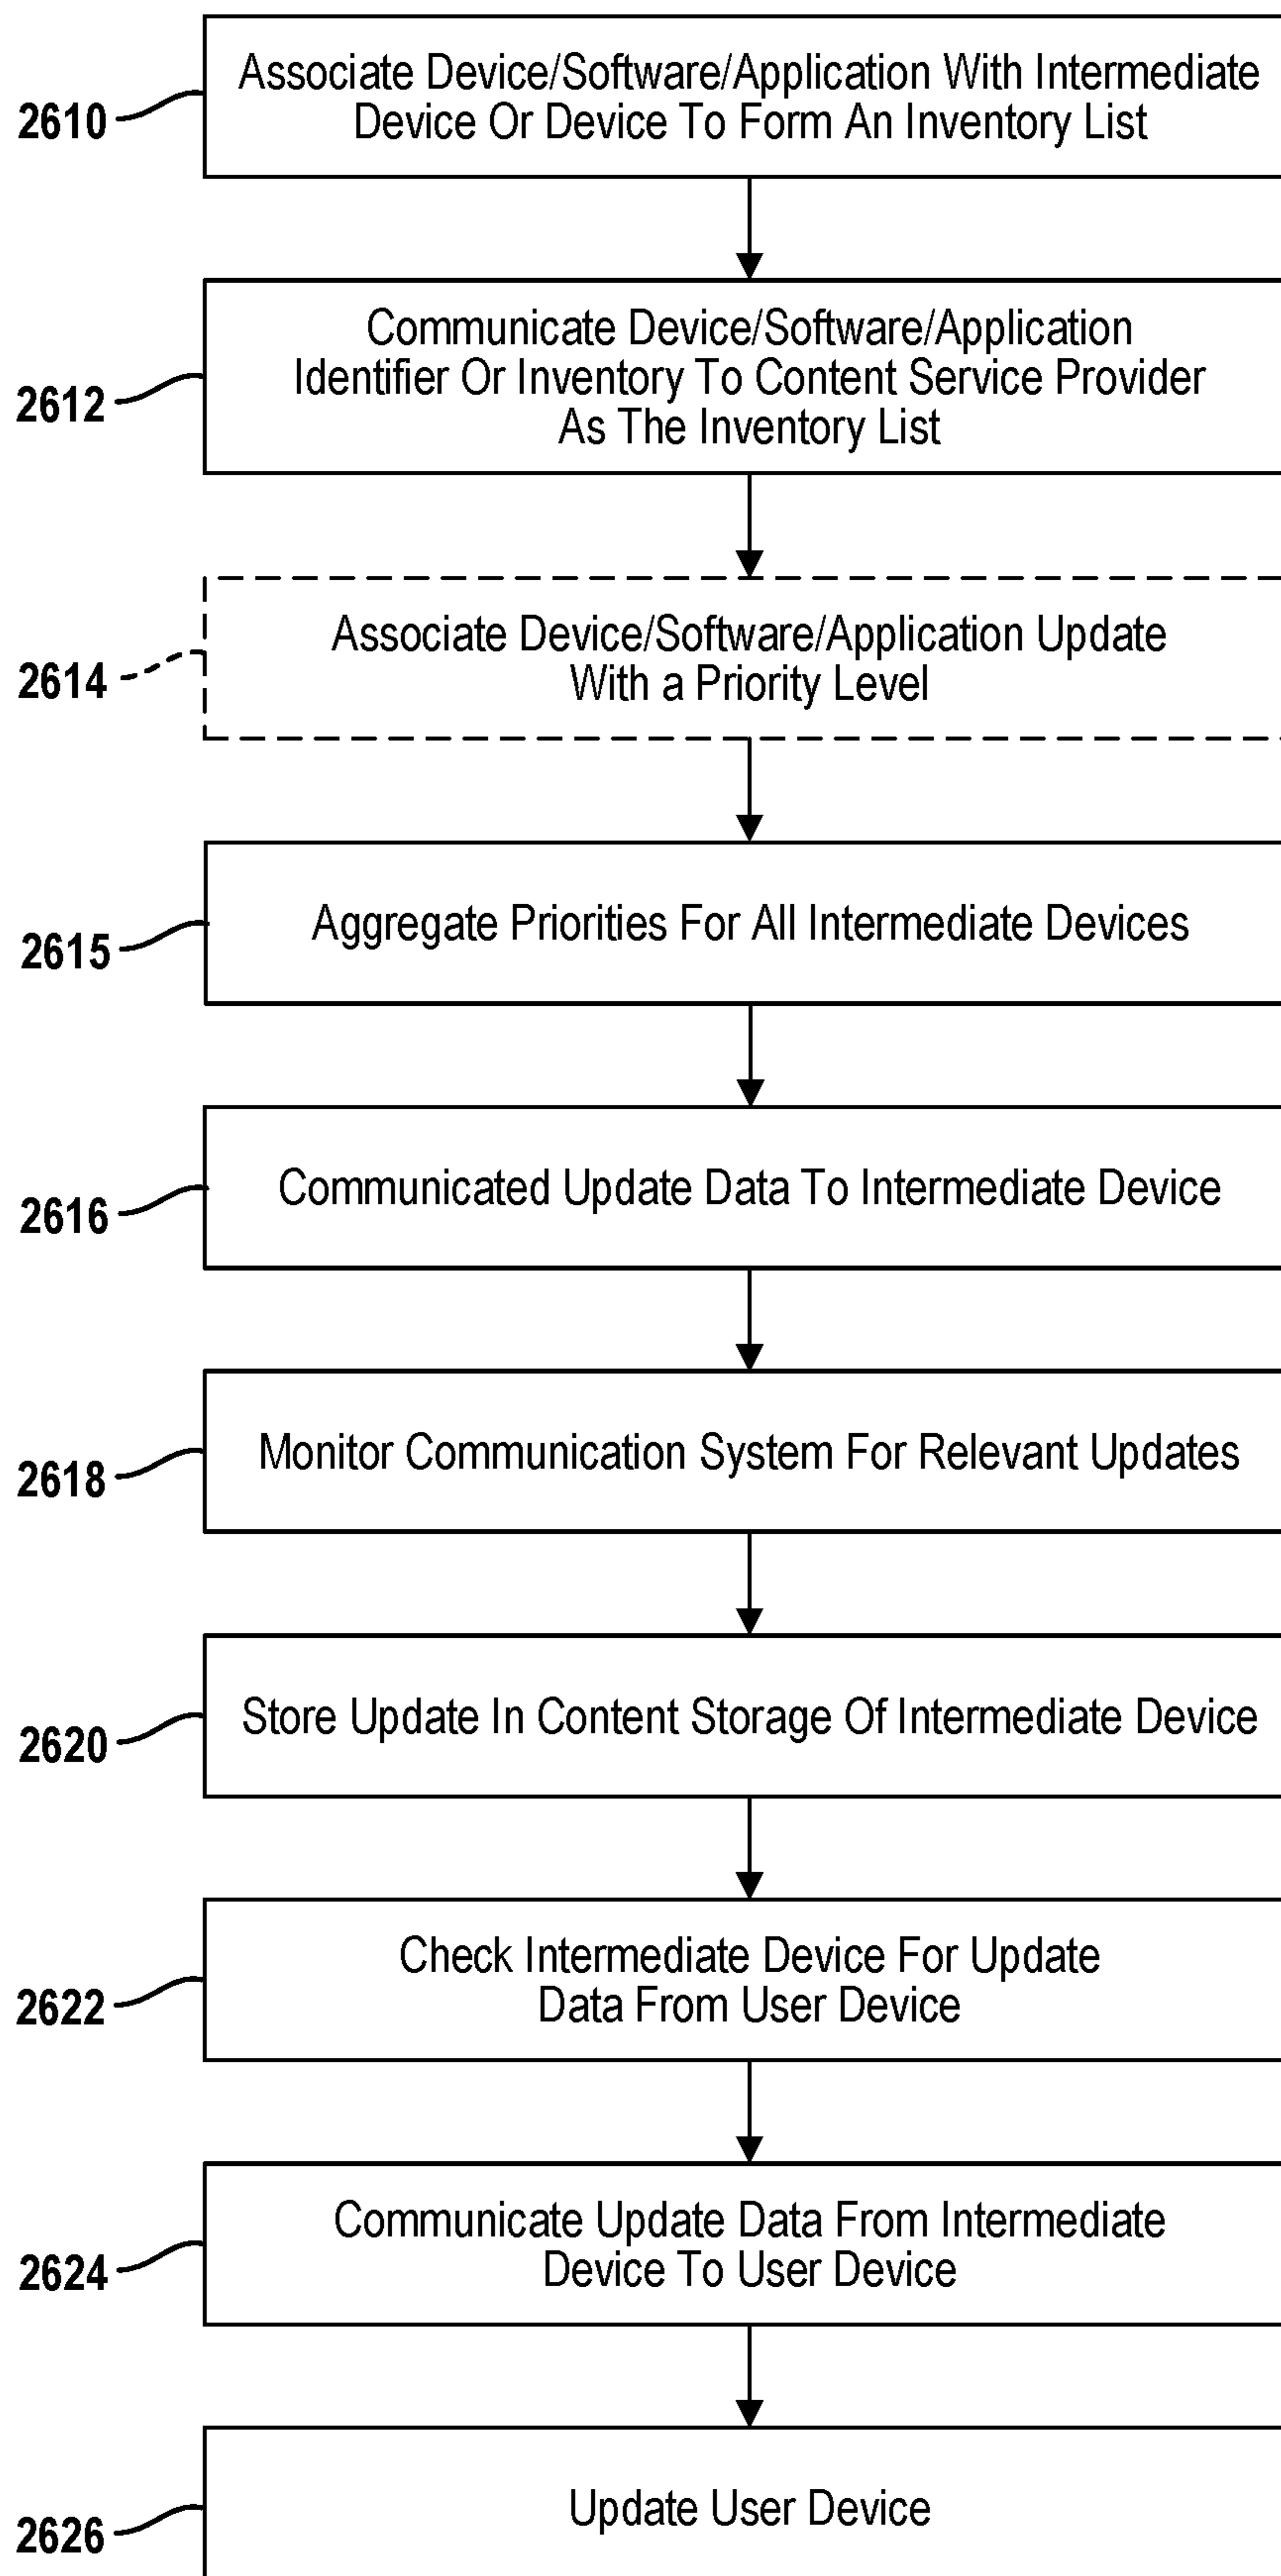 2610
Associate Device/Software/Application With Intermediate
Device Or Device To Form An Inventory List
2612
Communicate Device/Software/Application
Identifier Or Inventory To Content Service Provider
As The Inventory List
2614
Associate Device/Software/Application Update
With a Priority Level
2615
Aggregate Priorities For All Intermediate Devices
2616
Communicated Update Data To Intermediate Device
2618
Monitor Communication System For Relevant Updates
2620
Store Update In Content Storage Of Intermediate Device
2622
Check Intermediate Device For Update
Data From User Device
2624
Communicate Update Data From Intermediate
Device To User Device
2626
Update User Device